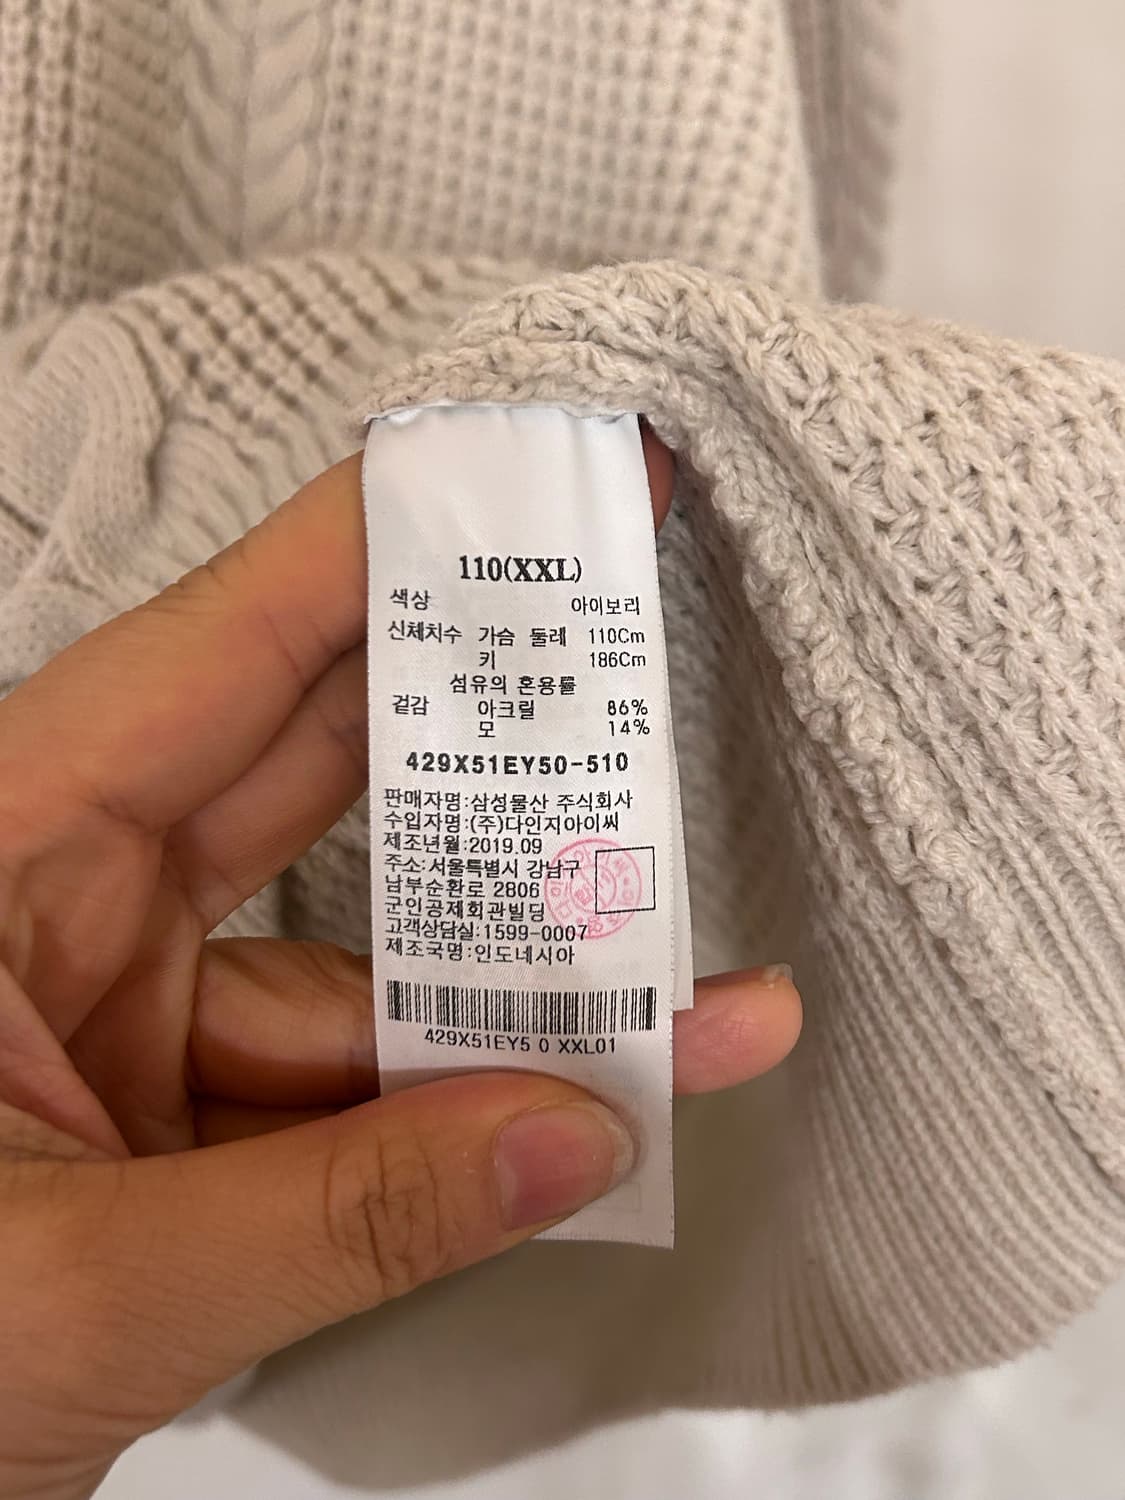 110(XXL)
색상 아이보리
신체치수 가슴 둘레 110Cm
키 186Cm
섬유의 혼용률
겉감 아크릴 86%
모 14%
429X51EY50-510
판매자명:삼성물산 주식회사
수입자명:(주)다인지아이씨
제조년월:2019.09
주소:서울특별시 강남구
남부순환로 2806
군인공제회관빌딩
고객상담실:1599-0007
제조국명:인도네시아
429X51EY5 0 XXL01